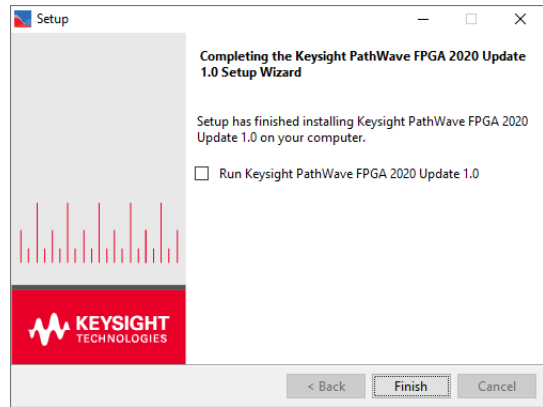 Setup
Completing the Keysight PathWave FPGA 2020 Update
1.0 Setup Wizard
Setup has finished installing Keysight PathWave FPGA 2020
Update 1.0 on your computer.
Run Keysight PathWave FPGA 2020 Update 1.0
KEYSIGHT
TECHNOLOGIES
< Back
Finish
Cancel